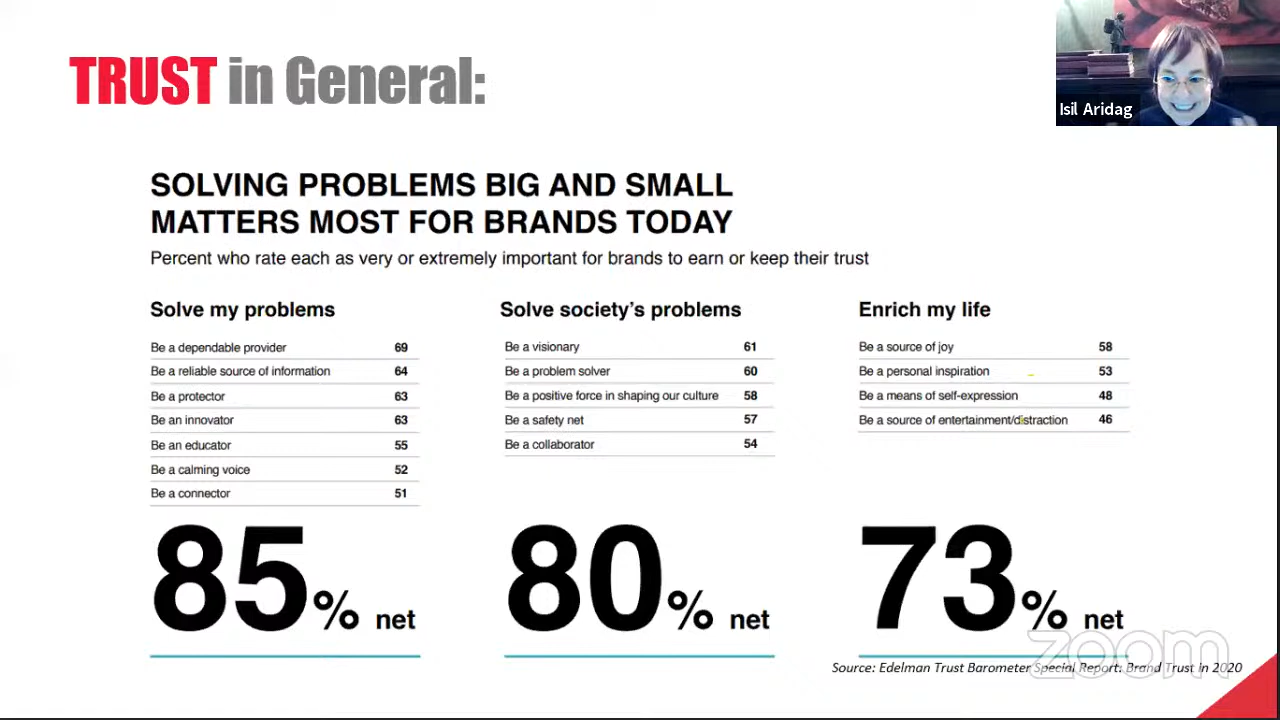 TRUST in General:
Isil Aridag
SOLVING PROBLEMS BIG AND SMALL
MATTERS MOST FOR BRANDS TODAY
Percent who rate each as very or extremely important for brands to earn or keep their trust
Solve my problems
Be a dependable provider 69
Be a reliable source of information 64
Be a protector 63
Be an innovator 63
Be an educator 55
Be a calming voice 52
Be a connector 51
85% net
Solve society's problems
Be a visionary 61
Be a problem solver 60
Be a positive force in shaping our culture 58
Be a safety net 57
Be a collaborator 54
80% net
Enrich my life
Be a source of joy 58
Be a personal inspiration 53
Be a means of self-expression 48
Be a source of entertainment/distraction 46
73% net
zoom
Source: Edelman Trust Barometer Special Report: Brand Trust in 2020